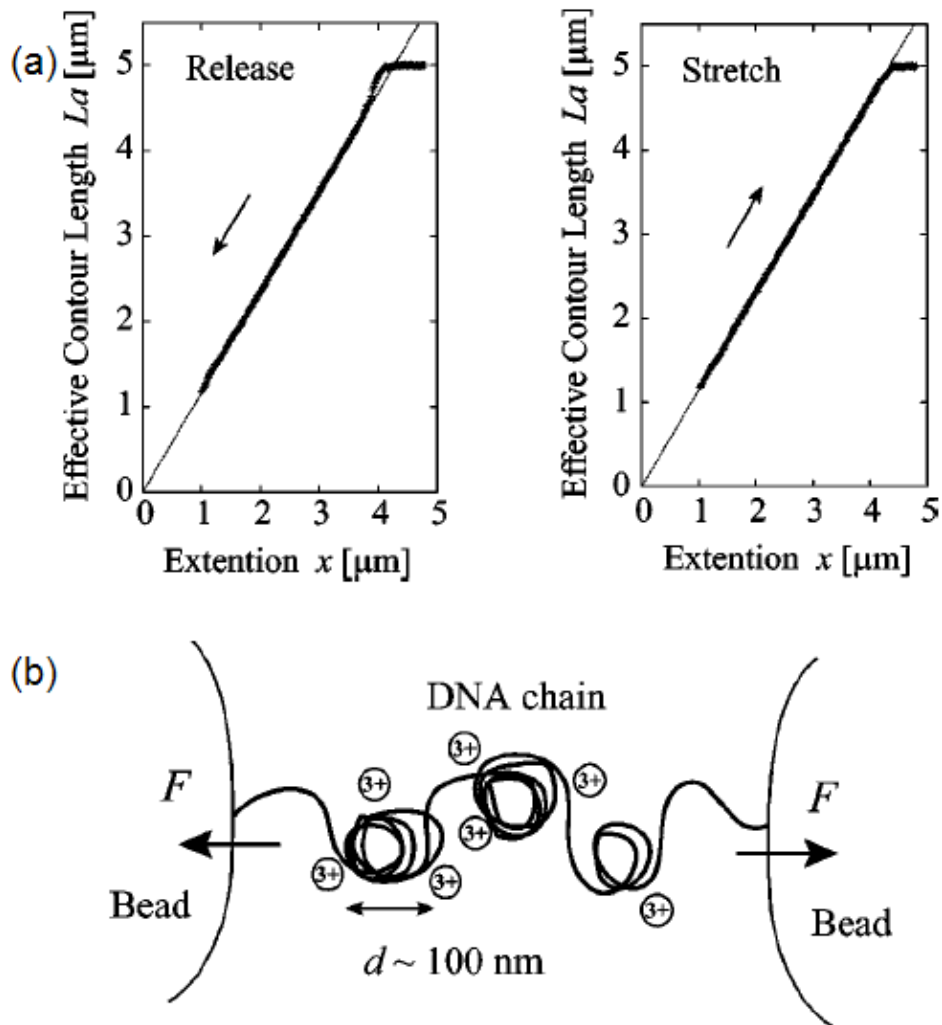 (a)
Release
Effective Contour Length La [μm]
5
4
3
2
1
0
0 1 2 3 4 5
Extention x [μm]
Stretch
Effective Contour Length La [μm]
5
4
3
2
1
0
0 1 2 3 4 5
Extention x [μm]
(b)
DNA chain
3+
3+
3+
3+
3+
3+
3+
F
F
Bead
Bead
d ~ 100 nm